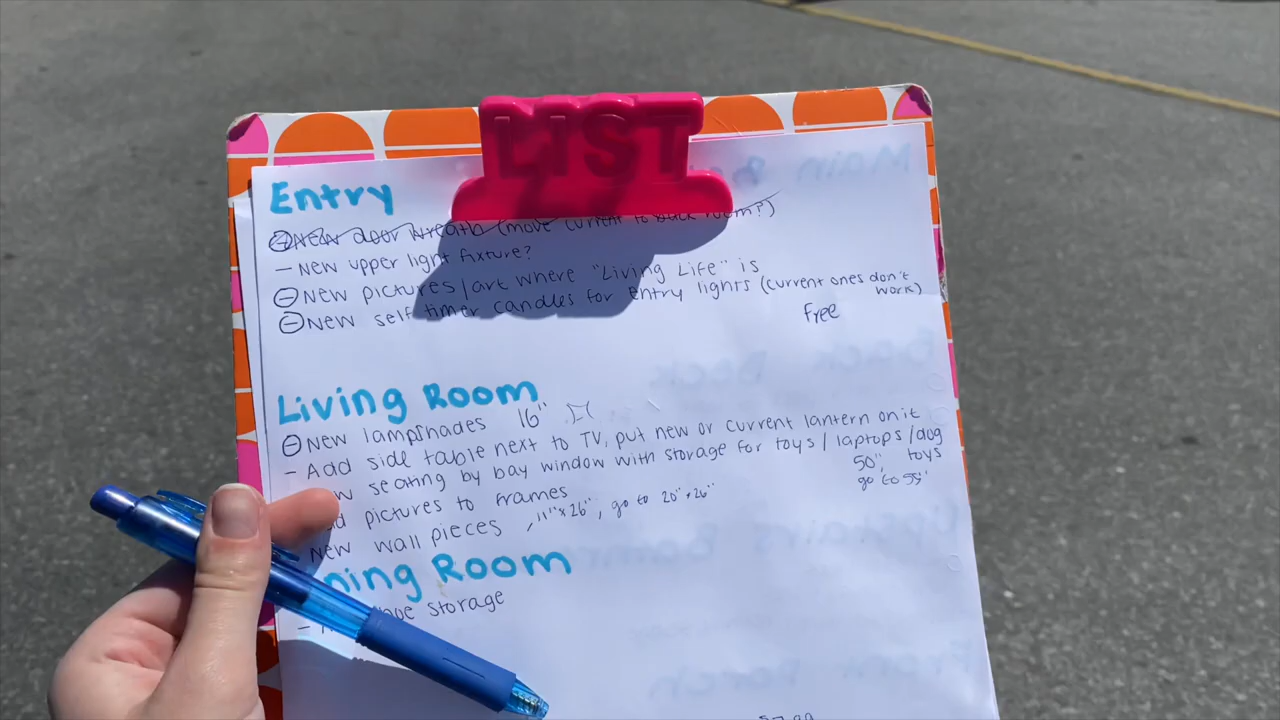 LIST
Entry
New door wreath (move current to back room?)
- New upper light fixture?
- New pictures/art where "Living Life" is
- New self timer candles for entry lights (current ones don't work)
Free
Living Room
New lampshades 16"
- Add side table next to TV, put new or current lantern on it
seating by bay window with storage for toys/laptops/dog toys
50",
go to 55"
pictures to frames
New wall pieces , 11"x26", go to 20"x26"
Room
storage